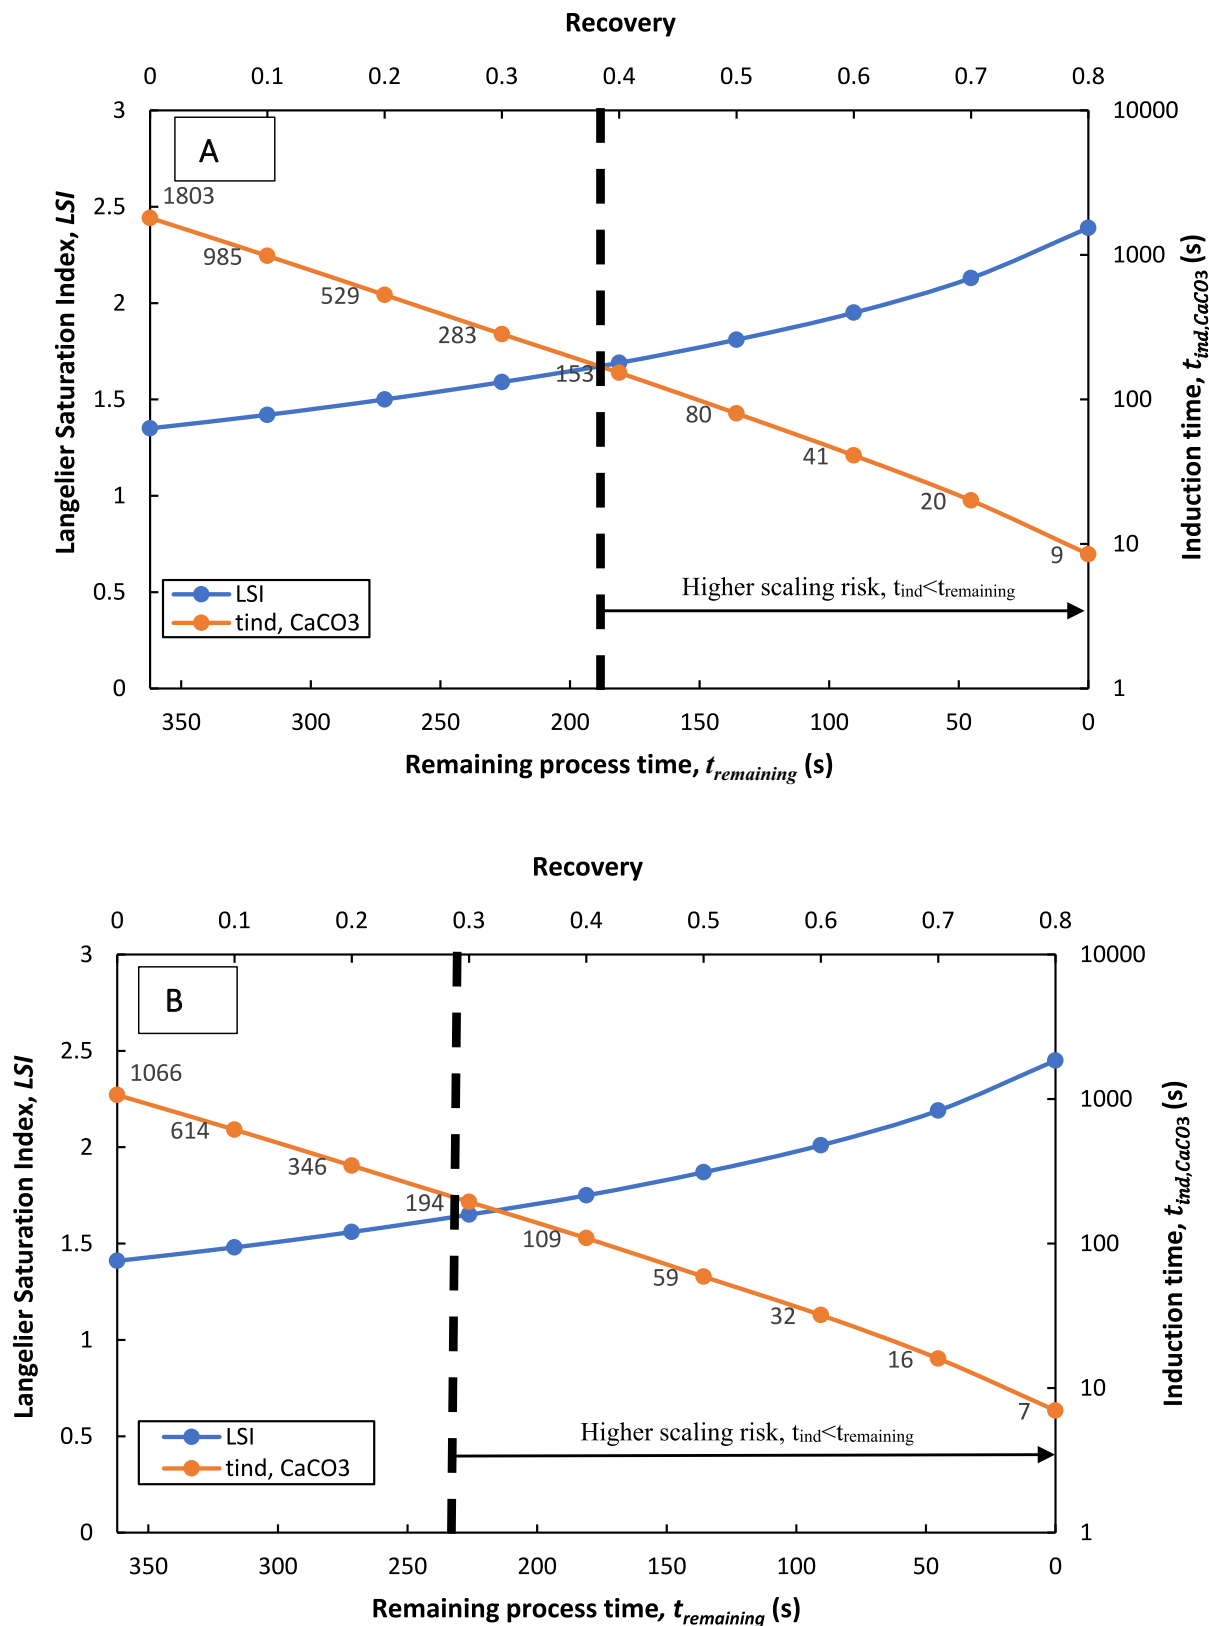 Recovery
0 0.1 0.2 0.3 0.4 0.5 0.6 0.7 0.8
3 10000
A
1803
2.5
985 1000
529
2
283
153
1.5 100
80
41
1
20
9 10
Higher scaling risk, tind<tremaining
0.5
LSI
tind, CaCO3
0 1
350 300 250 200 150 100 50 0
Remaining process time, tremaining (s)
Langelier Saturation Index, LSI
Induction time, tind,CaCO3 (s)
Recovery
0 0.1 0.2 0.3 0.4 0.5 0.6 0.7 0.8
3 10000
B
2.5
1066
1000
614
2
346
194
1.5 100
109
59
32
1
16
7 10
Higher scaling risk, tind<tremaining
0.5
LSI
tind, CaCO3
0 1
350 300 250 200 150 100 50 0
Remaining process time, tremaining (s)
Langelier Saturation Index, LSI
Induction time, tind,CaCO3 (s)